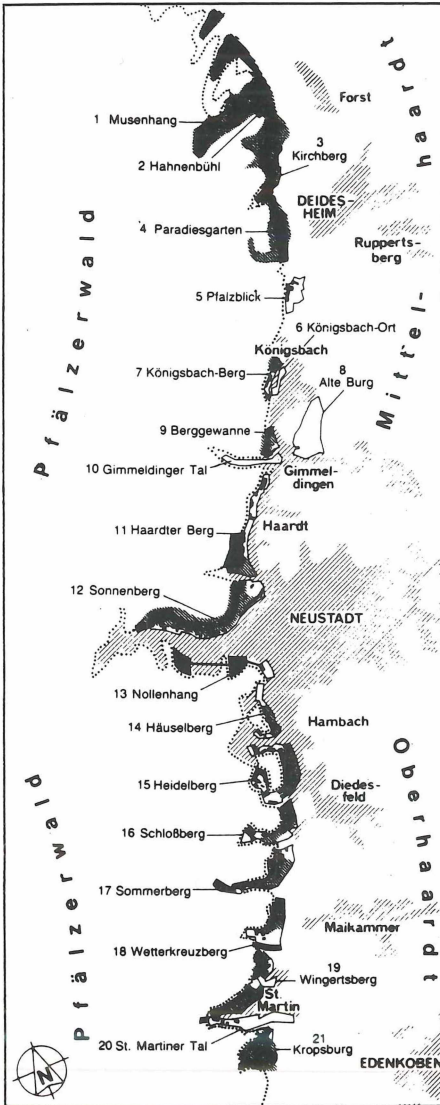 Forst
1 Musenhang
2 Hahnenbühl
3
Kirchberg
DEIDES-
HEIM
4 Paradiesgarten
Ruppertsberg
5 Pfalzblick
6 Königsbach-Ort
Königsbach
7 Königsbach-Berg
8
Alte Burg
9 Berggewanne
10 Gimmeldinger Tal
Gimmel-
dingen
11 Haardter Berg
Haardt
12 Sonnenberg
NEUSTADT
13 Nollenhang
14 Häuselberg
Hambach
15 Heidelberg
Diedes-
feld
16 Schloßberg
17 Sommerberg
Maikammer
18 Wetterkreuzberg
19
Wingertsberg
St.
Martin
20 St. Martiner Tal
21
Kropsburg
EDENKOBEN
Pfälzerwald
Pfälzerwald
Mittel-
haardt
Oberhaardt
N